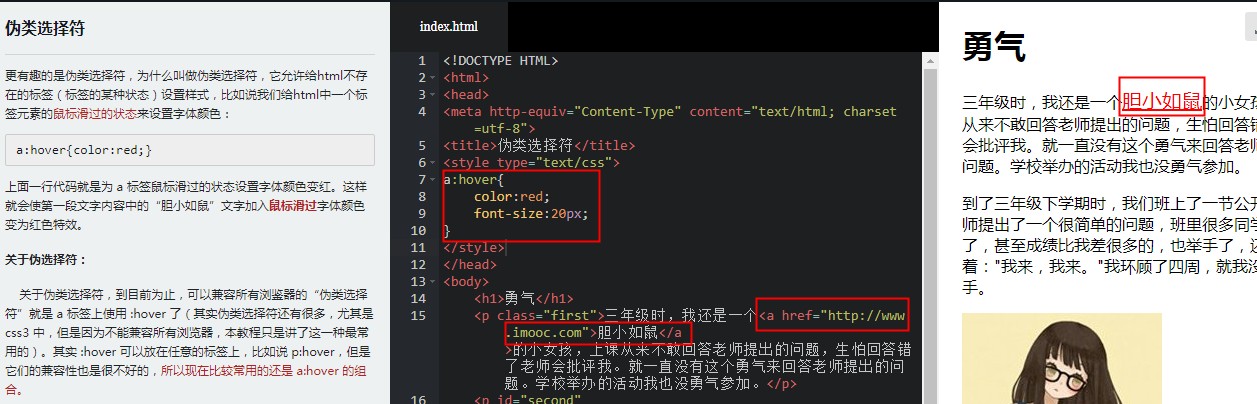 伪类选择符
更有趣的是伪类选择符，为什么叫做伪类选择符，它允许给html不存
在的标签（标签的某种状态）设置样式，比如说我们给html中一个标
签元素的鼠标滑过的状态来设置字体颜色：
a:hover{color:red;}
上面一行代码就是为 a 标签鼠标滑过的状态设置字体颜色变红。这样
就会使第一段文字内容中的“胆小如鼠”文字加入鼠标滑过字体颜色
变为红色特效。
关于伪选择符：
关于伪类选择符，到目前为止，可以兼容所有浏鉴器的“伪类选择
符”就是 a 标签上使用 :hover 了（其实伪类选择符还有很多，尤其是
css3 中，但是因为不能兼容所有浏览器，本教程只是讲了这一种最常
用的）。其实 :hover 可以放在任意的标签上，比如说 p:hover，但是
它们的兼容性也是很不好的，所以现在比较常用的还是 a:hover 的组
合。
index.html
1 <!DOCTYPE HTML>
2 <html>
3 <head>
4 <meta http-equiv="Content-Type" content="text/html; charset
=utf-8">
5 <title>伪类选择符</title>
6 <style type="text/css">
7 a:hover{
8 color:red;
9 font-size:20px;
10 }
11 </style>
12 </head>
13 <body>
14 <h1>勇气</h1>
15 <p class="first">三年级时，我还是一个<a href="http://www
.imooc.com">胆小如鼠</a
>的小女孩，上课从来不敢回答老师提出的问题，生怕回答错
了老师会批评我。就一直没有这个勇气来回答老师提出的问
题。学校举办的活动我也没勇气参加。</p>
16 <p id="second"
勇气
三年级时，我还是一个胆小如鼠的小女孩
从来不敢回答老师提出的问题，生怕回答错
会批评我。就一直没有这个勇气来回答老师
问题。学校举办的活动我也没勇气参加。
到了三年级下学期时，我们班上了一节公开
师提出了一个很简单的问题，班里很多同学
了，甚至成绩比我差很多的，也举手了，还
着："我来，我来。"我环顾了四周，就我没
手。